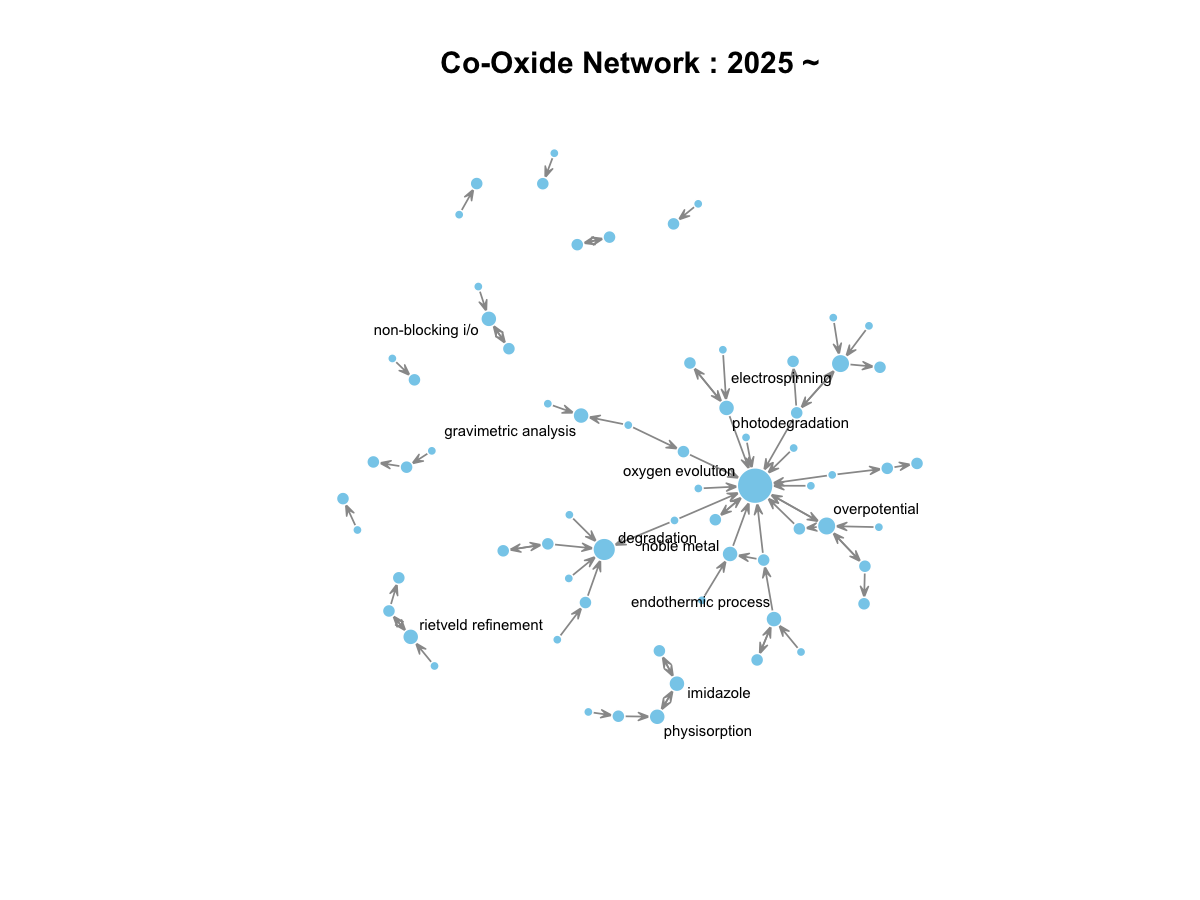 Co-Oxide Network : 2025 ~
non-blocking i/o
electrospinning
photodegradation
gravimetric analysis
oxygen evolution
overpotential
degradation
noble metal
endothermic process
rietveld refinement
imidazole
physisorption